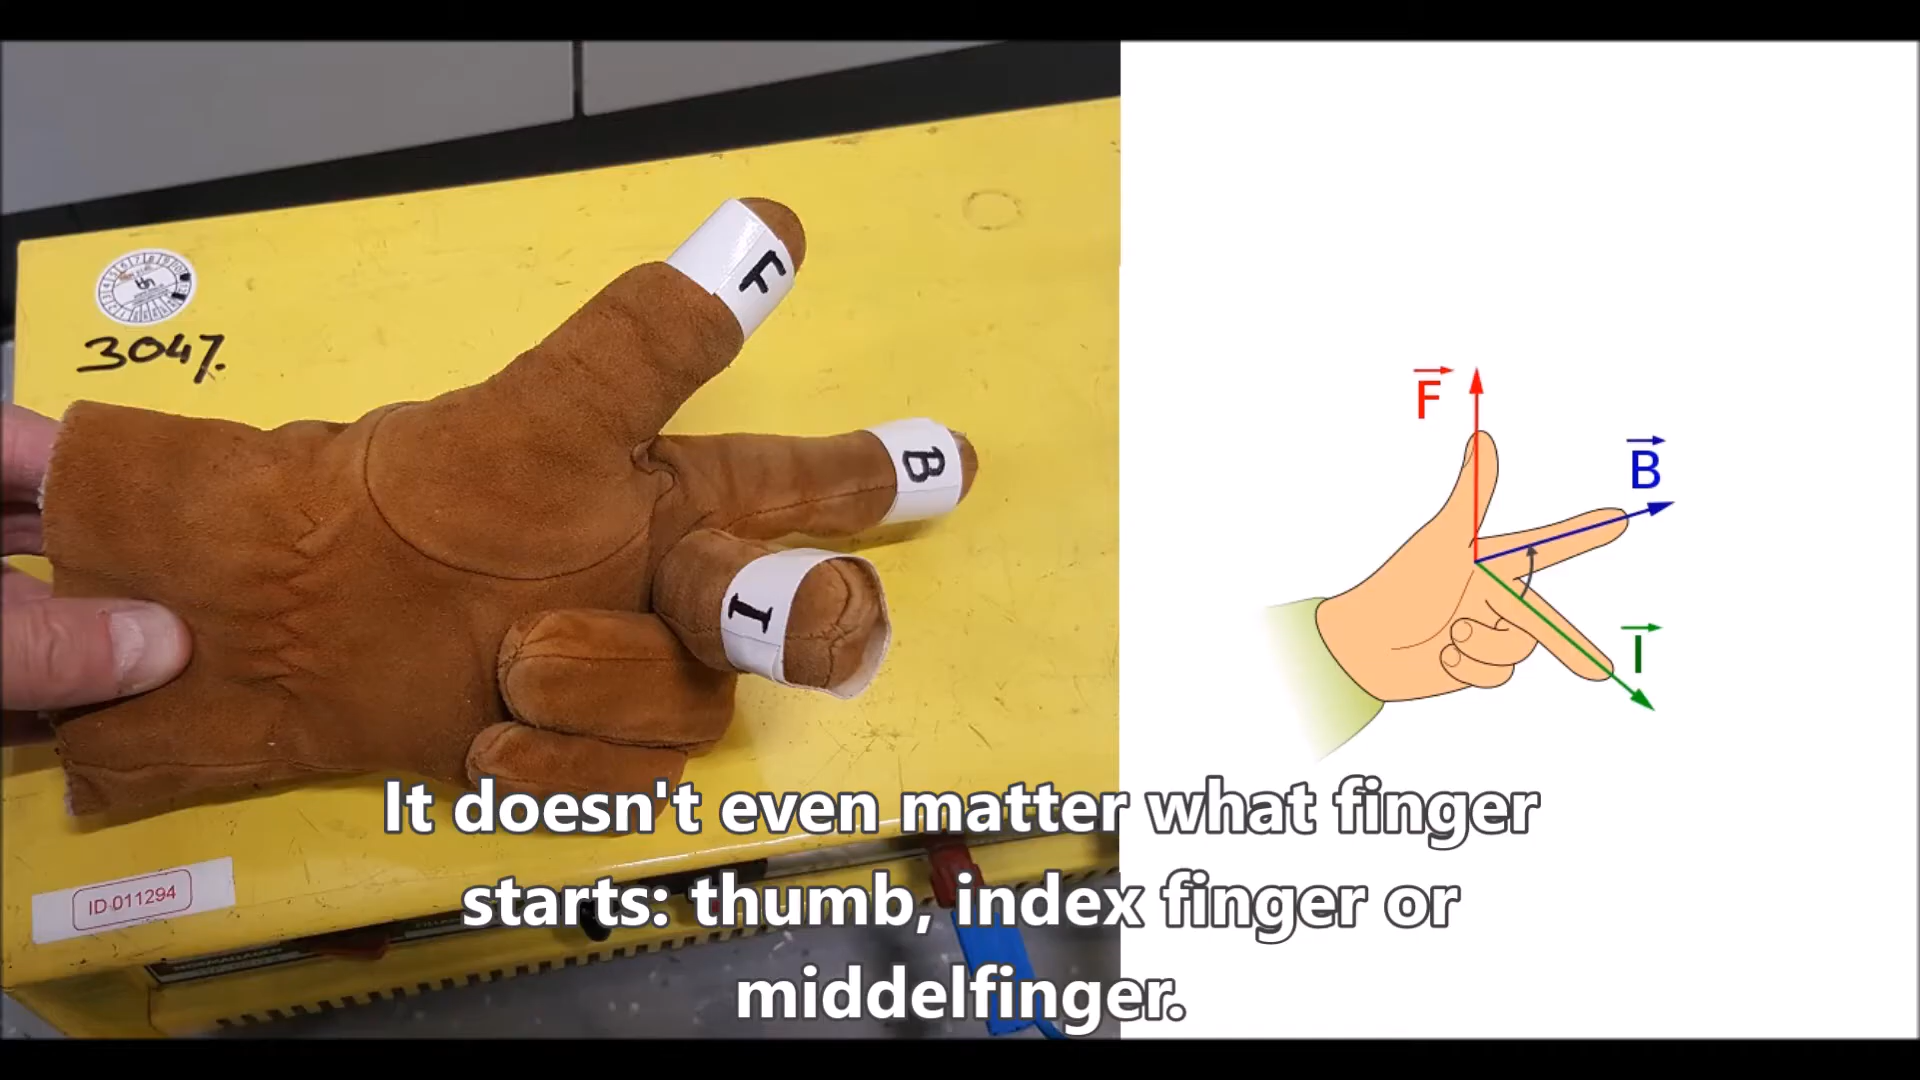 F
B
3047.
I
ID 011294
F
B
I
It doesn't even matter what finger
starts: thumb, index finger or
middelfinger.